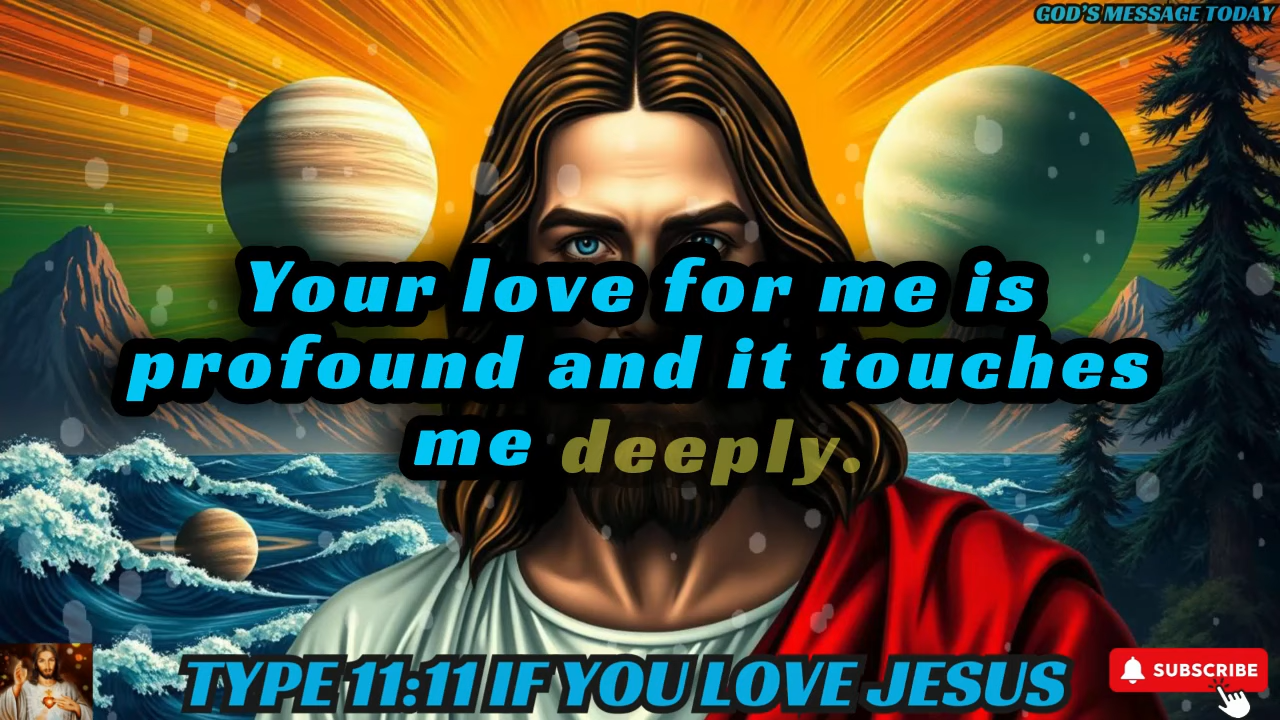 GOD'S MESSAGE TODAY
Your love for me is
profound and it touches
me deeply.
TYPE 11:11 IF YOU LOVE JESUS
SUBSCRIBE